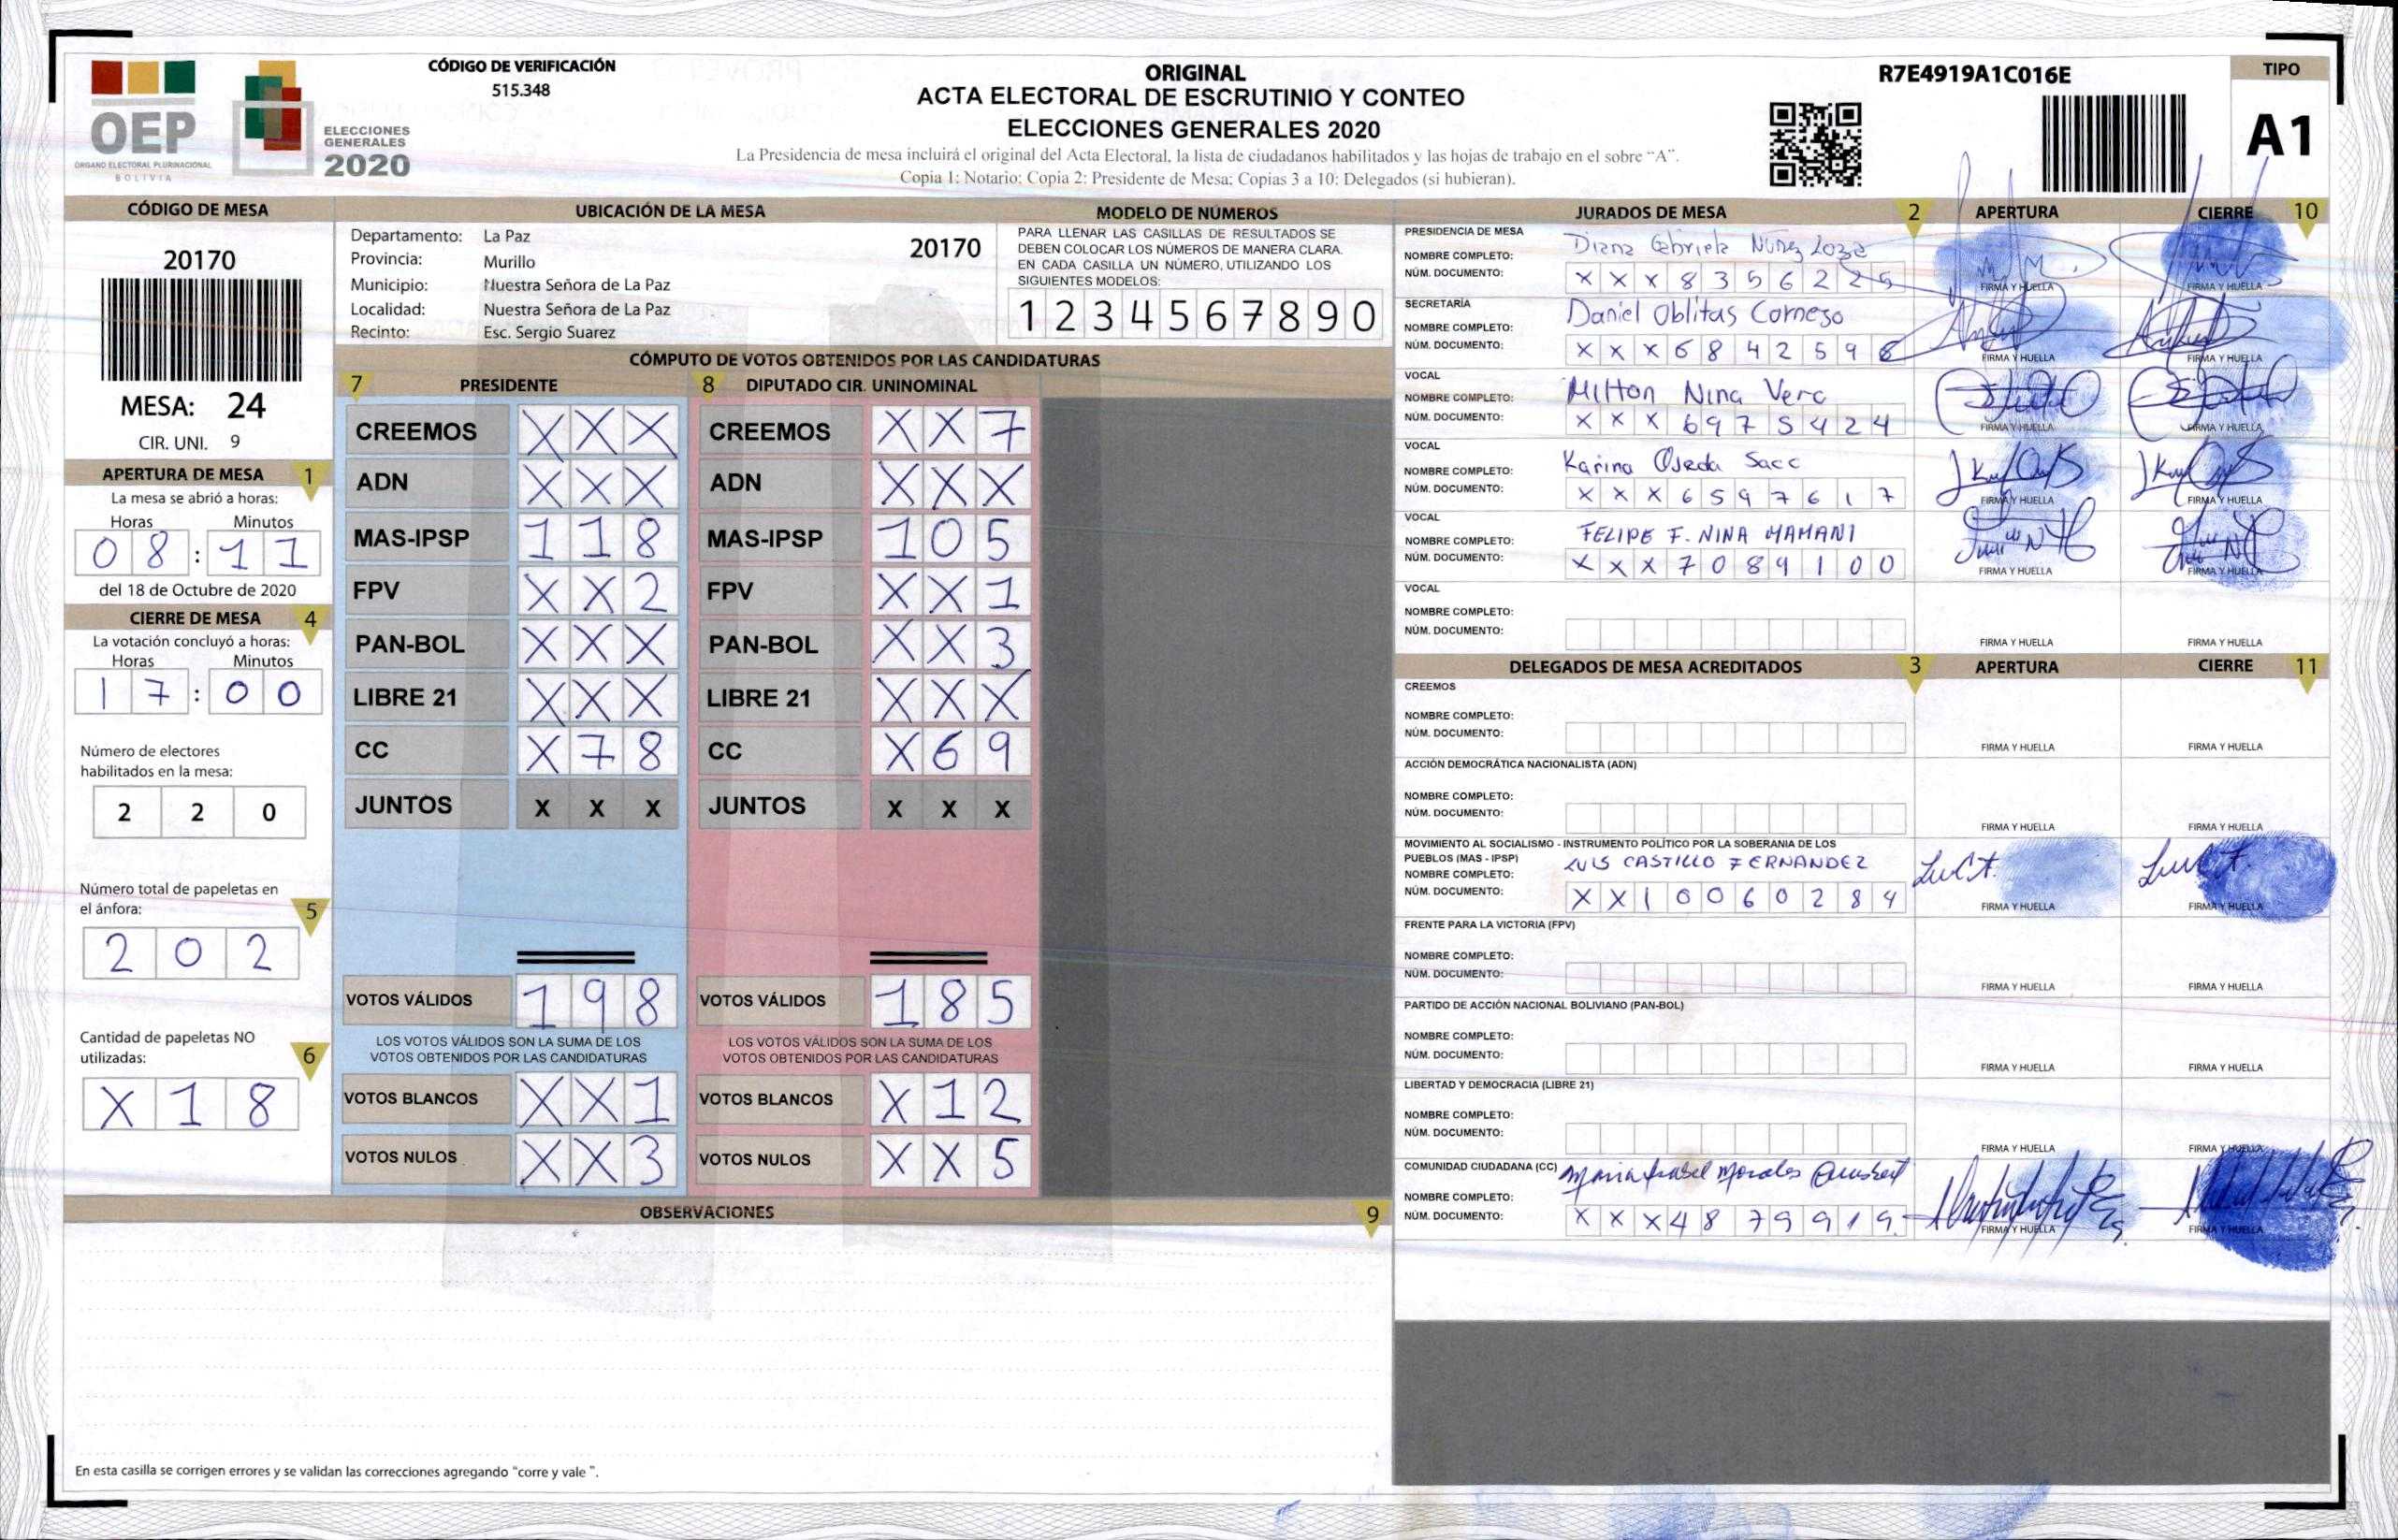 CÓDIGO DE VERIFICACIÓN
515.348
OEP
ÓRGANO ELECTORAL PLURINACIONAL
BOLIVIA
ELECCIONES
GENERALES
2020
ORIGINAL
ACTA ELECTORAL DE ESCRUTINIO Y CONTEO
ELECCIONES GENERALES 2020
La Presidencia de mesa incluirá el original del Acta Electoral, la lista de ciudadanos habilitados y las hojas de trabajo en el sobre "A".
Copia 1: Notario; Copia 2: Presidente de Mesa; Copias 3 a 10: Delegados (si hubieran).
R7E4919A1C016E
TIPO
A1
CÓDIGO DE MESA
20170
MESA: 24
CIR. UNI. 9
APERTURA DE MESA 1
La mesa se abrió a horas:
Horas Minutos
0 8 : 1 1
del 18 de Octubre de 2020
CIERRE DE MESA 4
La votación concluyó a horas:
Horas Minutos
1 7 : 0 0
Número de electores
habilitados en la mesa:
2 2 0
Número total de papeletas en
el ánfora: 5
2 0 2
Cantidad de papeletas NO
utilizadas: 6
X 1 8
UBICACIÓN DE LA MESA
Departamento: La Paz
Provincia: Murillo
Municipio: Nuestra Señora de La Paz
Localidad: Nuestra Señora de La Paz
Recinto: Esc. Sergio Suarez
20170
MODELO DE NÚMEROS
PARA LLENAR LAS CASILLAS DE RESULTADOS SE
DEBEN COLOCAR LOS NÚMEROS DE MANERA CLARA.
EN CADA CASILLA UN NÚMERO, UTILIZANDO LOS
SIGUIENTES MODELOS:
1 2 3 4 5 6 7 8 9 0
CÓMPUTO DE VOTOS OBTENIDOS POR LAS CANDIDATURAS
7 PRESIDENTE 8 DIPUTADO CIR. UNINOMINAL
CREEMOS X X X CREEMOS X X 7
ADN X X X ADN X X X
MAS-IPSP 1 1 8 MAS-IPSP 1 0 5
FPV X X 2 FPV X X 1
PAN-BOL X X X PAN-BOL X X 3
LIBRE 21 X X X LIBRE 21 X X X
CC X 7 8 CC X 6 9
JUNTOS X X X JUNTOS X X X
VOTOS VÁLIDOS 1 9 8 VOTOS VÁLIDOS 1 8 5
LOS VOTOS VÁLIDOS SON LA SUMA DE LOS LOS VOTOS VÁLIDOS SON LA SUMA DE LOS
VOTOS OBTENIDOS POR LAS CANDIDATURAS VOTOS OBTENIDOS POR LAS CANDIDATURAS
VOTOS BLANCOS X X 1 VOTOS BLANCOS X 1 2
VOTOS NULOS X X 3 VOTOS NULOS X X 5
OBSERVACIONES 9
En esta casilla se corrigen errores y se validan las correcciones agregando "corre y vale ".
JURADOS DE MESA 2 APERTURA CIERRE 10
PRESIDENCIA DE MESA
NOMBRE COMPLETO: Diana Gabriela Núñez Loza
NÚM. DOCUMENTO: X X X 8 3 5 6 2 2 5
FIRMA Y HUELLA FIRMA Y HUELLA
SECRETARÍA
NOMBRE COMPLETO: Daniel Oblitas Cornejo
NÚM. DOCUMENTO: X X X 6 8 4 2 5 9 8
FIRMA Y HUELLA FIRMA Y HUELLA
VOCAL
NOMBRE COMPLETO: Milton Nina Vera
NÚM. DOCUMENTO: X X X 6 9 7 5 4 2 4
FIRMA Y HUELLA FIRMA Y HUELLA
VOCAL
NOMBRE COMPLETO: Karina Ojeda
NÚM. DOCUMENTO: X X X 6 5 9 7 6 1 7
FIRMA Y HUELLA FIRMA Y HUELLA
VOCAL
NOMBRE COMPLETO: FELIPE F. NINA MAMANI
NÚM. DOCUMENTO: X X X 7 0 8 9 1 0 0
FIRMA Y HUELLA FIRMA Y HUELLA
VOCAL
NOMBRE COMPLETO:
NÚM. DOCUMENTO:
FIRMA Y HUELLA FIRMA Y HUELLA
DELEGADOS DE MESA ACREDITADOS 3 APERTURA CIERRE 11
CREEMOS
NOMBRE COMPLETO:
NÚM. DOCUMENTO:
FIRMA Y HUELLA FIRMA Y HUELLA
ACCIÓN DEMOCRÁTICA NACIONALISTA (ADN)
NOMBRE COMPLETO:
NÚM. DOCUMENTO:
FIRMA Y HUELLA FIRMA Y HUELLA
MOVIMIENTO AL SOCIALISMO - INSTRUMENTO POLÍTICO POR LA SOBERANIA DE LOS
PUEBLOS (MAS - IPSP)
NOMBRE COMPLETO: LUIS CASTILLO FERNANDEZ
NÚM. DOCUMENTO: X X 1 0 0 6 0 2 8 4
FIRMA Y HUELLA FIRMA Y HUELLA
FRENTE PARA LA VICTORIA (FPV)
NOMBRE COMPLETO:
NÚM. DOCUMENTO:
FIRMA Y HUELLA FIRMA Y HUELLA
PARTIDO DE ACCIÓN NACIONAL BOLIVIANO (PAN-BOL)
NOMBRE COMPLETO:
NÚM. DOCUMENTO:
FIRMA Y HUELLA FIRMA Y HUELLA
LIBERTAD Y DEMOCRACIA (LIBRE 21)
NOMBRE COMPLETO:
NÚM. DOCUMENTO:
FIRMA Y HUELLA FIRMA Y HUELLA
COMUNIDAD CIUDADANA (CC)
NOMBRE COMPLETO: Maria Isabel Morales
NÚM. DOCUMENTO: X X X 4 8 7 9 9 1 9
FIRMA Y HUELLA FIRMA Y HUELLA